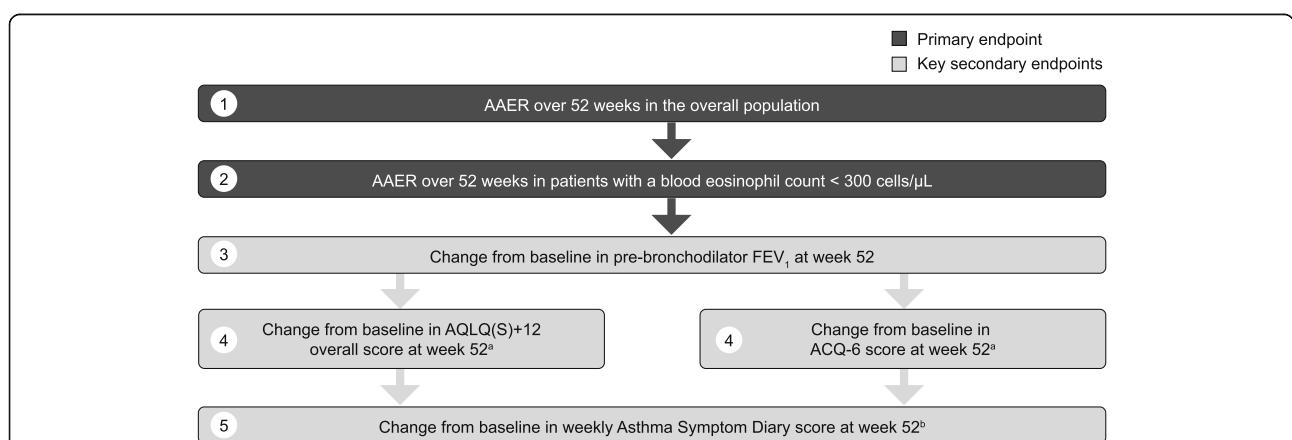 Primary endpoint
Key secondary endpoints
1 AAER over 52 weeks in the overall population
2 AAER over 52 weeks in patients with a blood eosinophil count < 300 cells/µL
3 Change from baseline in pre-bronchodilator FEV₁ at week 52
4 Change from baseline in AQLQ(S)+12
overall score at week 52ᵃ
4 Change from baseline in
ACQ-6 score at week 52ᵃ
5 Change from baseline in weekly Asthma Symptom Diary score at week 52ᵇ